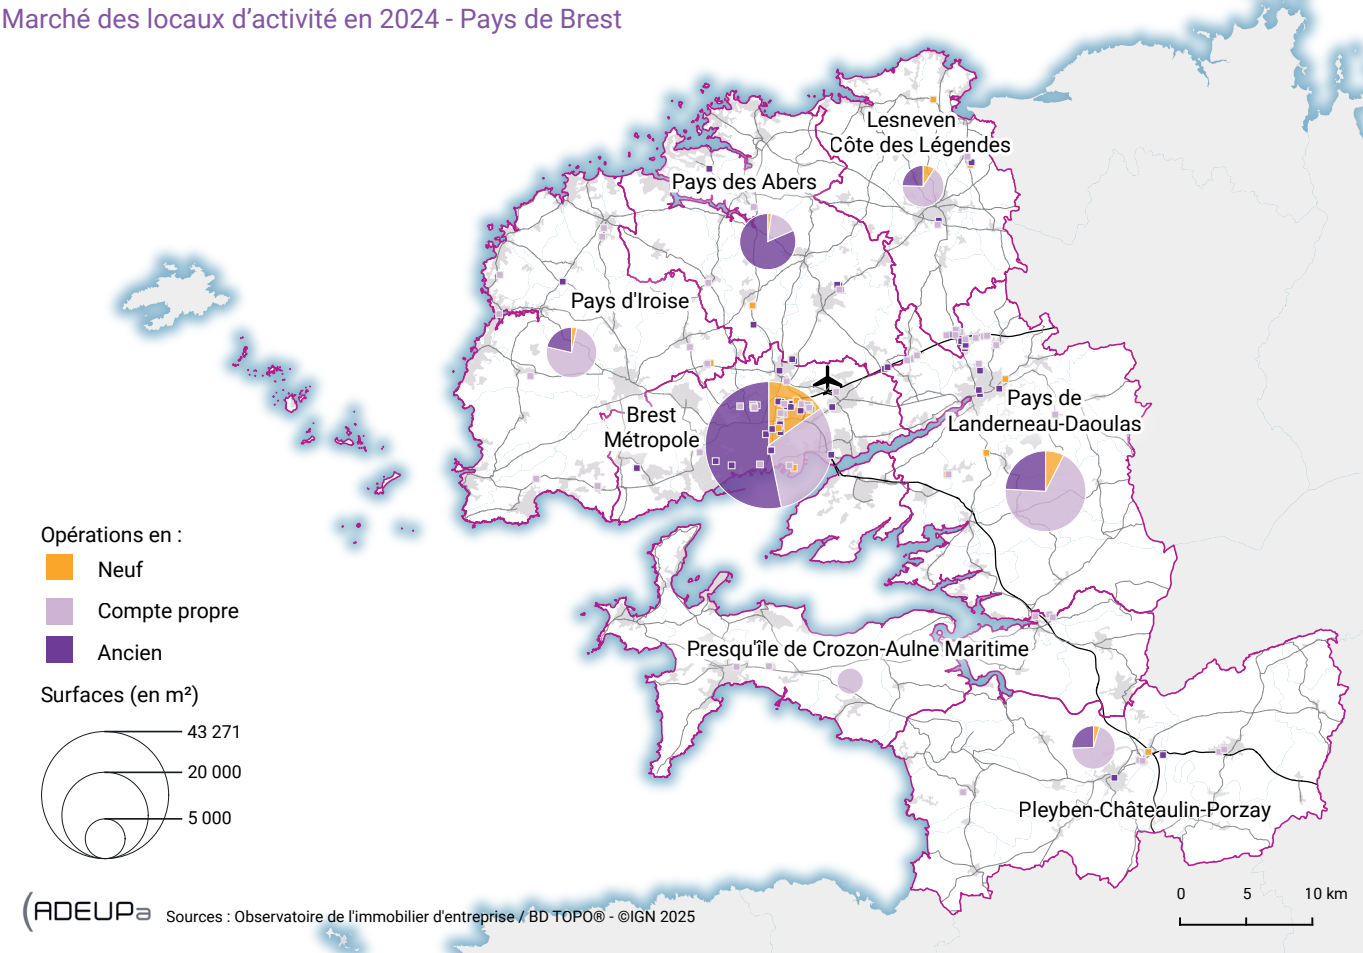 Marché des locaux d’activité en 2024 - Pays de Brest
Lesneven
Côte des Légendes
Pays des Abers
Pays d'Iroise
Brest
Métropole
Pays de
Landerneau-Daoulas
Presqu'île de Crozon-Aulne Maritime
Pleyben-Châteaulin-Porzay
Opérations en :
Neuf
Compte propre
Ancien
Surfaces (en m²)
43 271
20 000
5 000
0 5 10 km
ADEUPa
Sources : Observatoire de l'immobilier d'entreprise / BD TOPO® - ©IGN 2025